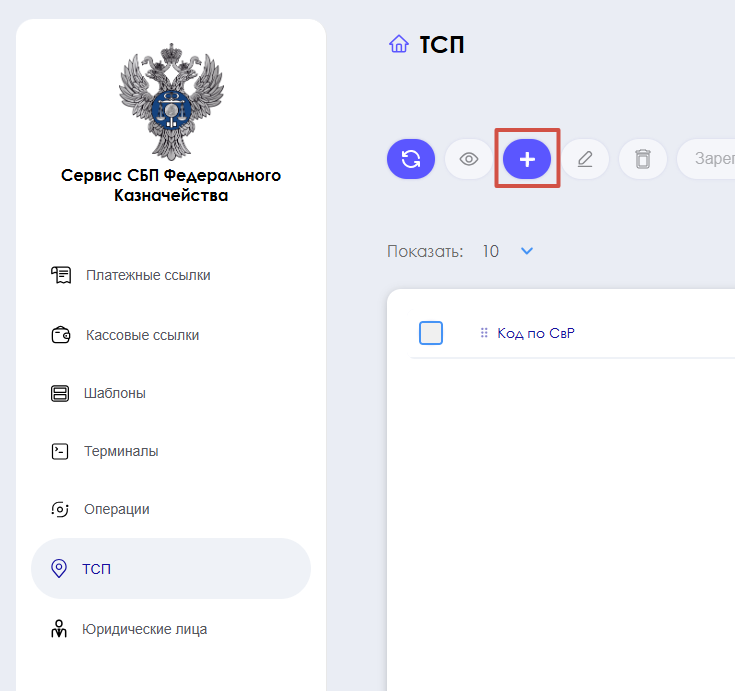 Сервис СБП Федерального
Казначейства
Платежные ссылки
Кассовые ссылки
Шаблоны
Терминалы
Операции
ТСП
Юридические лица
ТСП
Показать: 10
Код по СвР